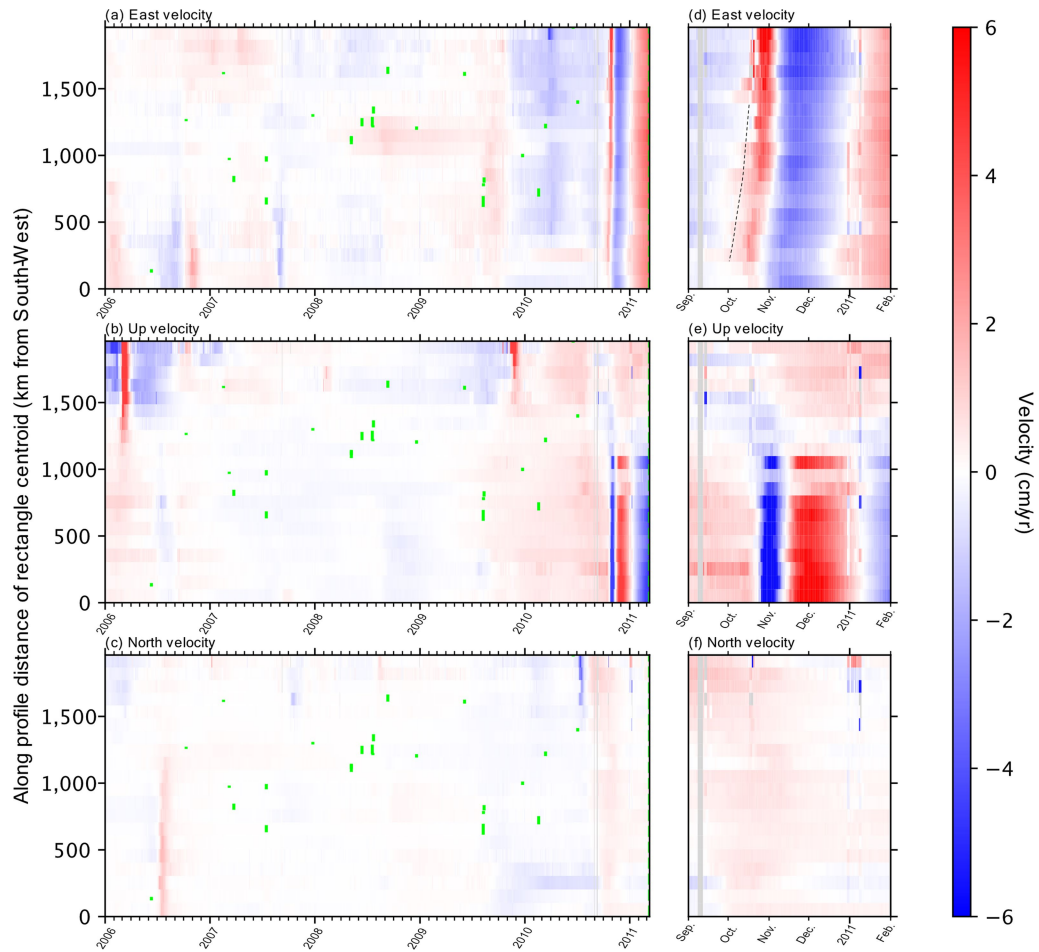 (a) East velocity
(d) East velocity
1,500
1,000
500
0
2006
2007
2008
2009
2010
2011
Sep.
Oct.
Nov.
Dec.
2011
Feb.
(b) Up velocity
(e) Up velocity
1,500
1,000
500
0
2006
2007
2008
2009
2010
2011
Sep.
Oct.
Nov.
Dec.
2011
Feb.
(c) North velocity
(f) North velocity
1,500
1,000
500
0
2006
2007
2008
2009
2010
2011
Sep.
Oct.
Nov.
Dec.
2011
Feb.
Along profile distance of rectangle centroid (km from South-West)
6
4
2
0
−2
−4
−6
Velocity (cm/yr)